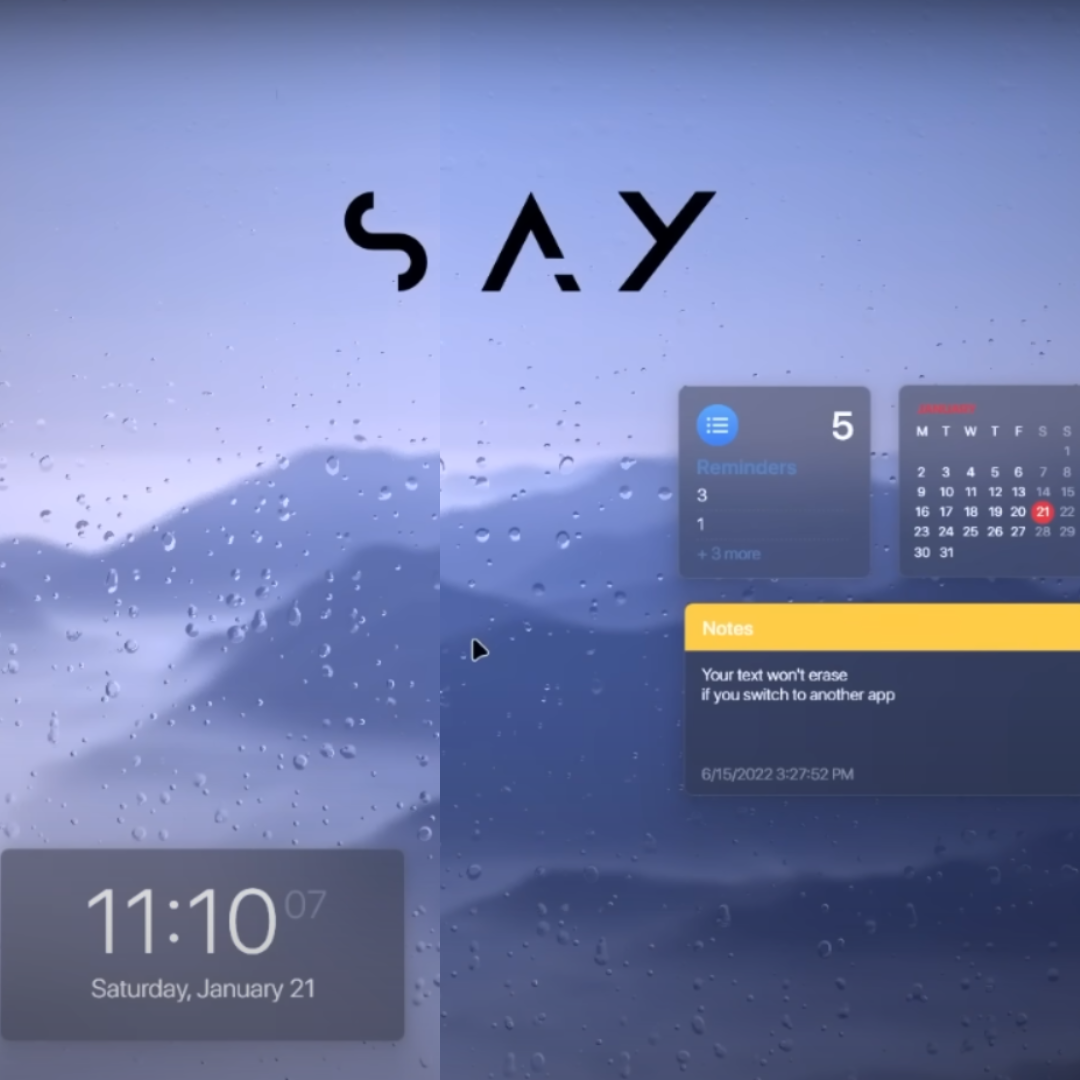 SAY
5
Reminders
3
1
+ 3 more
JANUARY
M T W T F S S
1
2 3 4 5 6 7 8
9 10 11 12 13 14 15
16 17 18 19 20 21 22
23 24 25 26 27 28 29
30 31
Notes
Your text won't erase
if you switch to another app
6/15/2022 3:27:52 PM
11:10 07
Saturday, January 21